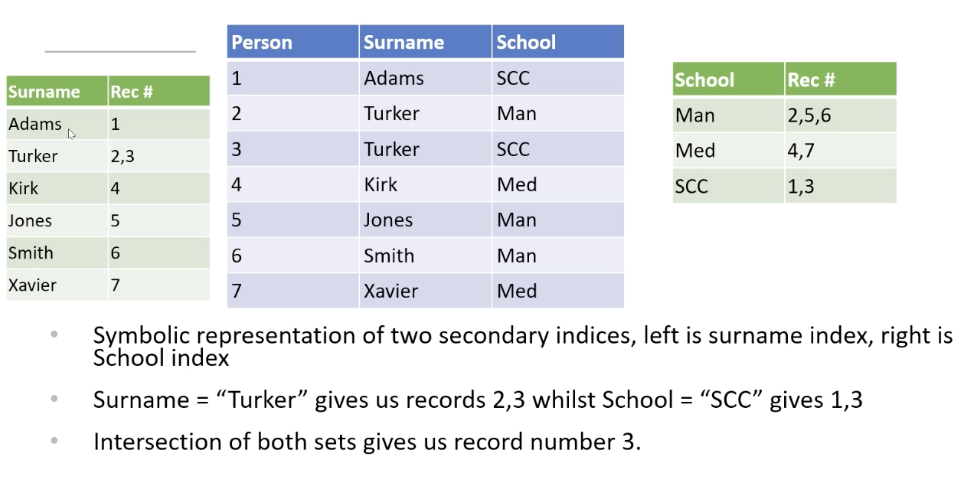 Surname Rec #
Adams 1
Turker 2,3
Kirk 4
Jones 5
Smith 6
Xavier 7
Person Surname School
1 Adams SCC
2 Turker Man
3 Turker SCC
4 Kirk Med
5 Jones Man
6 Smith Man
7 Xavier Med
School Rec #
Man 2,5,6
Med 4,7
SCC 1,3
• Symbolic representation of two secondary indices, left is surname index, right is
School index
• Surname = “Turker” gives us records 2,3 whilst School = “SCC” gives 1,3
• Intersection of both sets gives us record number 3.